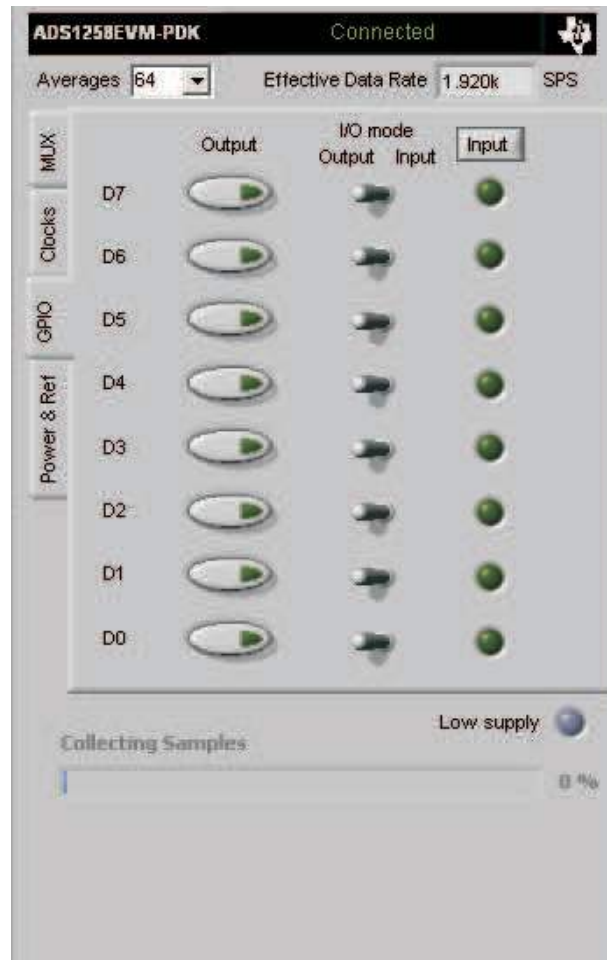 ADS1258EVM-PDK Connected
Averages 64 Effective Data Rate 1.920k SPS
MUX
Clocks
GPIO
Power & Ref
Output I/O mode Input
Output Input
D7
D6
D5
D4
D3
D2
D1
D0
Low supply
Collecting Samples
0 %